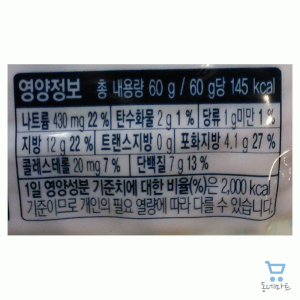 영양정보 총 내용량 60 g / 60 g당 145 kcal
나트륨 430 mg 22 % 탄수화물 2 g 1 % 당류 1 g미만 1 %
지방 12 g 22 % 트랜스지방 0 g 포화지방 4.1 g 27 %
콜레스테롤 20 mg 7 % 단백질 7 g 13 %
1일 영양성분 기준치에 대한 비율(%)은 2,000 kcal
기준이므로 개인의 필요 열량에 따라 다를 수 있습니다